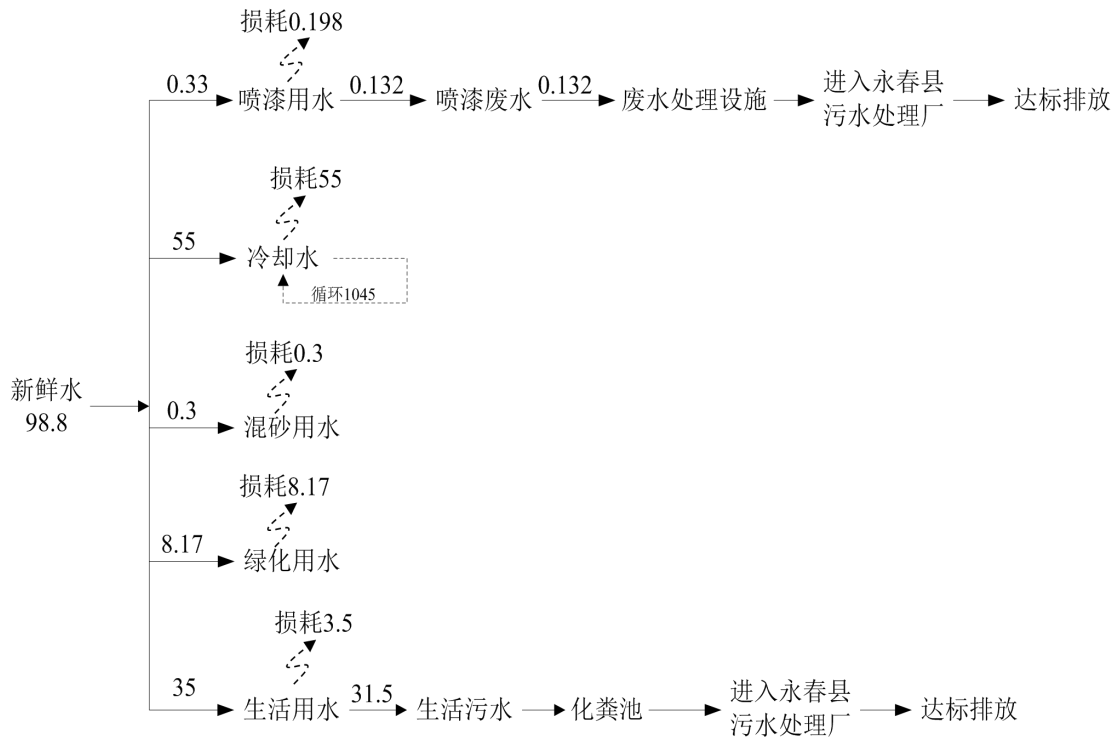 损耗0.198
0.33
喷漆用水
0.132
喷漆废水
0.132
废水处理设施
进入永春县
污水处理厂
达标排放
损耗55
55
冷却水
循环1045
新鲜水
98.8
损耗0.3
0.3
混砂用水
损耗8.17
8.17
绿化用水
损耗3.5
35
生活用水
31.5
生活污水
化粪池
进入永春县
污水处理厂
达标排放